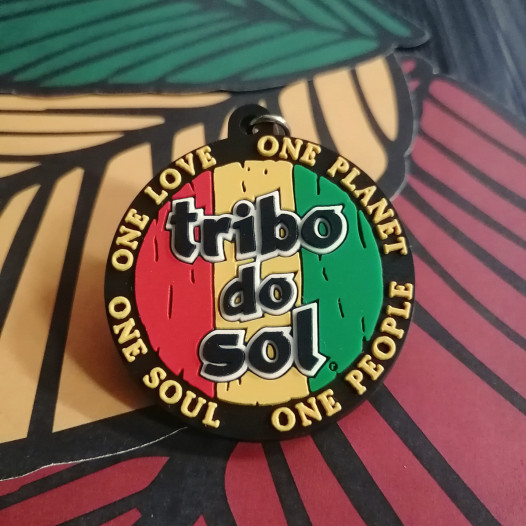 ONE LOVE
ONE PLANET
ONE SOUL
ONE PEOPLE
tribo
do
sol
©